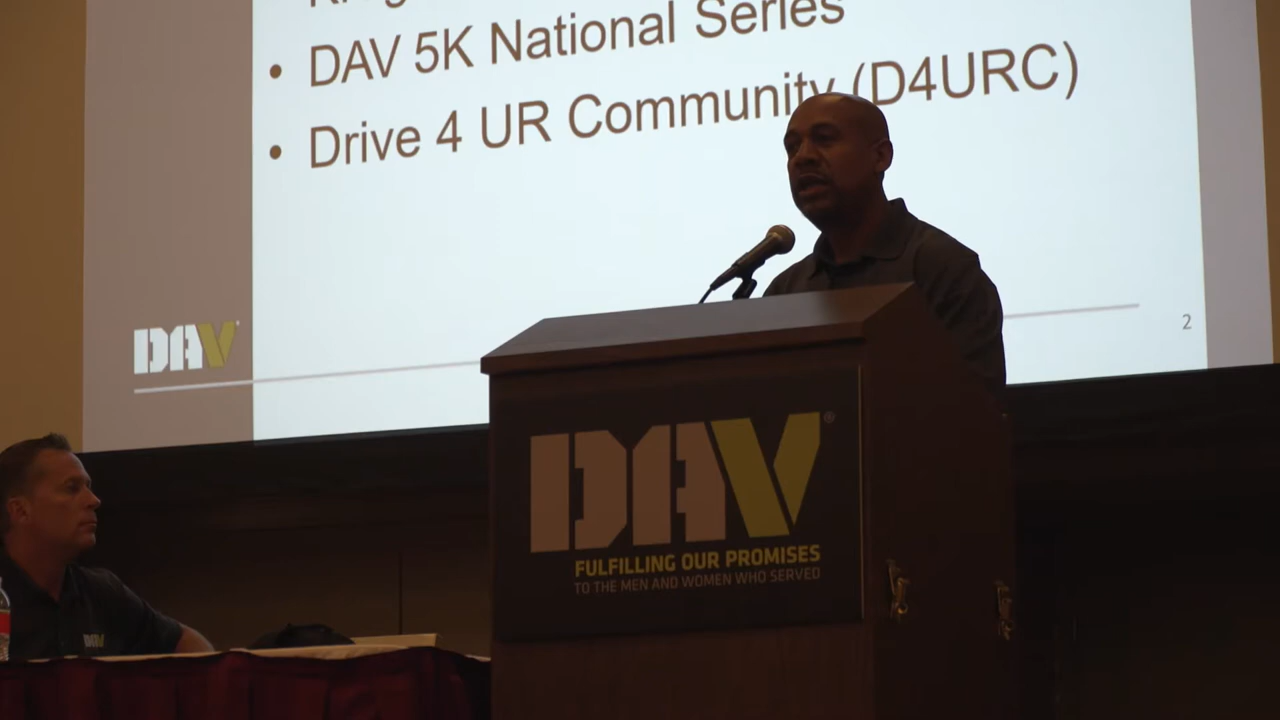 • DAV 5K National Series
• Drive 4 UR Community (D4URC)
2
DAV
DAV®
FULFILLING OUR PROMISES
TO THE MEN AND WOMEN WHO SERVED
DAV